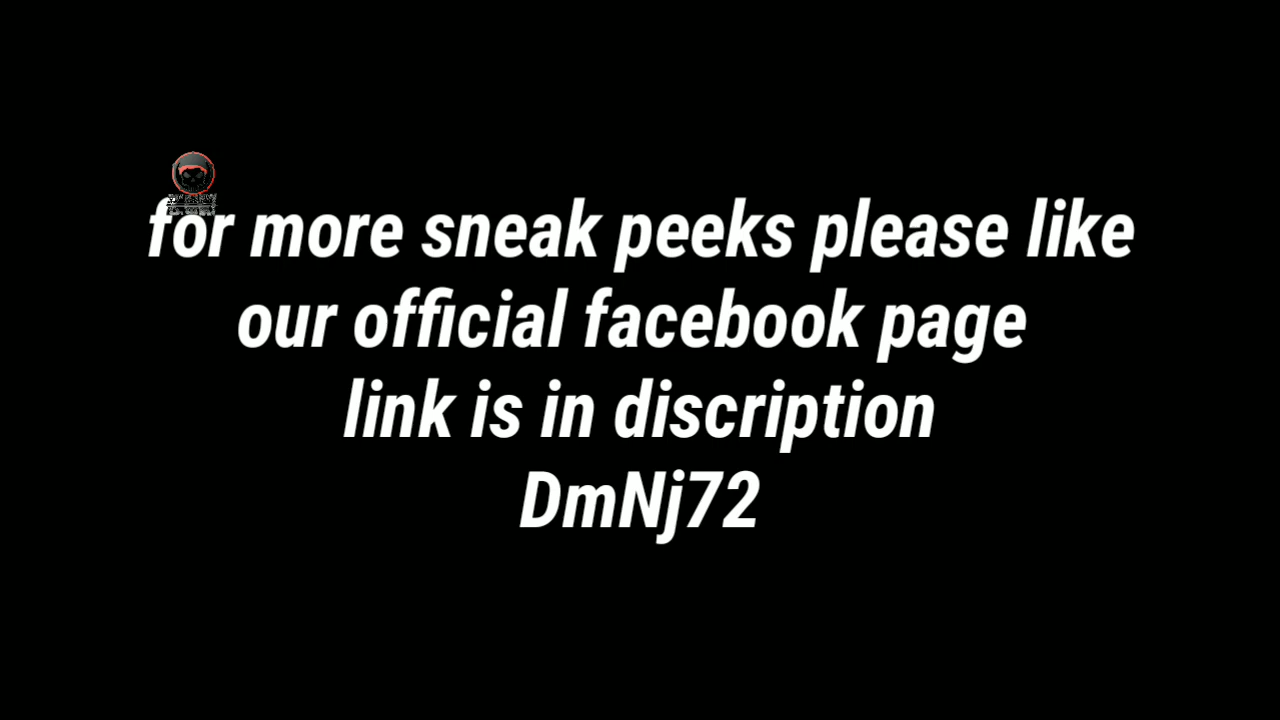 for more sneak peeks please like
our official facebook page
link is in discription
DmNj72